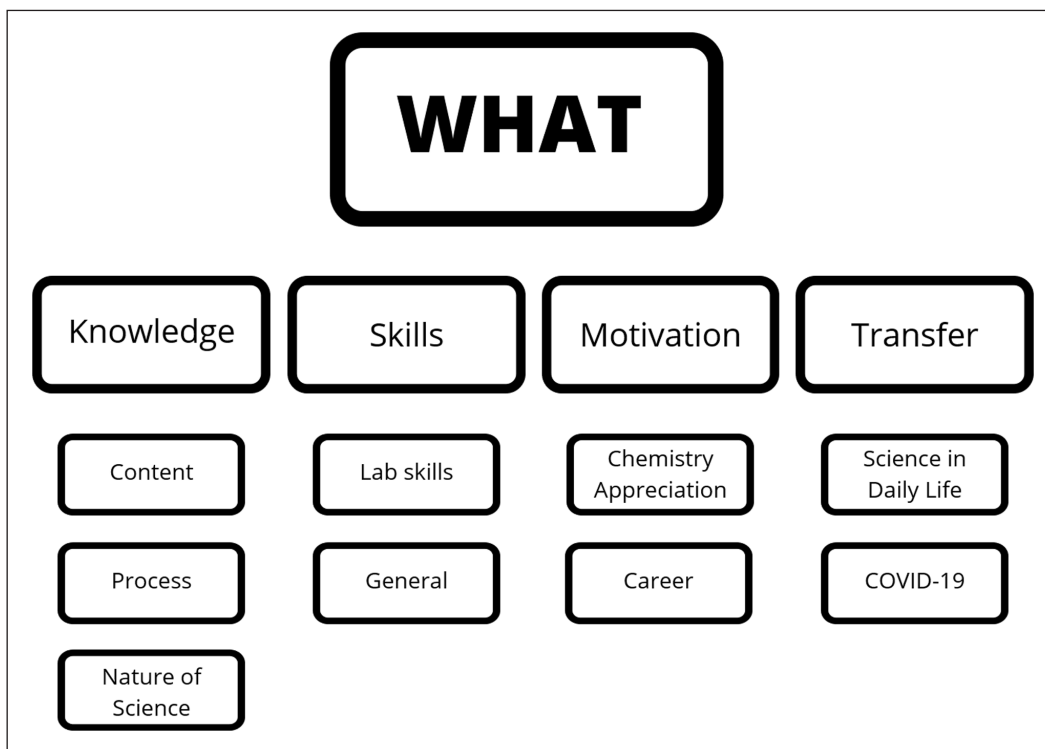 WHAT
Knowledge
Skills
Motivation
Transfer
Content
Lab skills
Chemistry
Appreciation
Science in
Daily Life
Process
General
Career
COVID-19
Nature of
Science